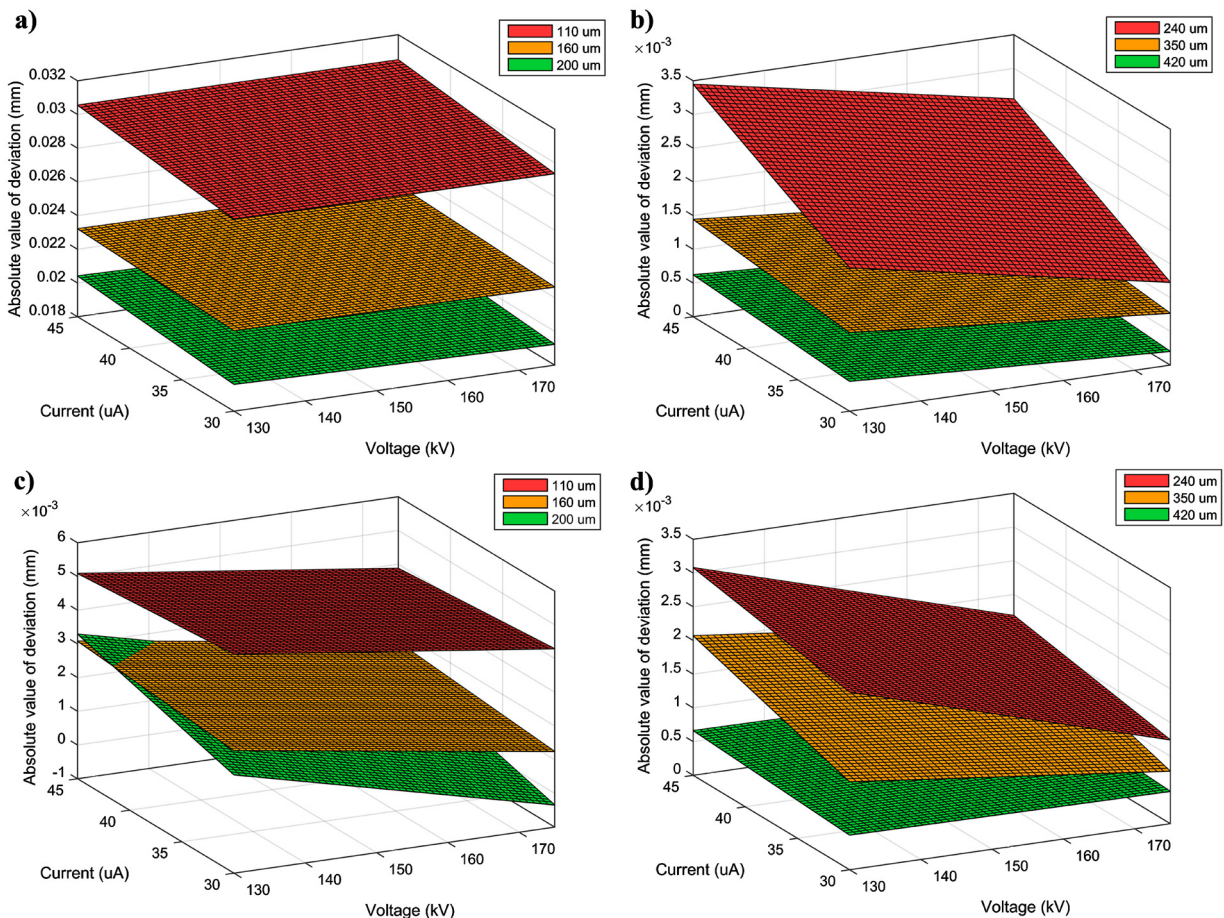 a)
110 um
160 um
200 um
Absolute value of deviation (mm)
0.032
0.03
0.028
0.026
0.024
0.022
0.02
0.018
45
40
35
30
Current (uA)
130
140
150
160
170
Voltage (kV)
b)
240 um
350 um
420 um
×10⁻³
Absolute value of deviation (mm)
3.5
3
2.5
2
1.5
1
0.5
0
45
40
35
30
Current (uA)
130
140
150
160
170
Voltage (kV)
c)
110 um
160 um
200 um
×10⁻³
Absolute value of deviation (mm)
6
5
4
3
2
1
0
-1
45
40
35
30
Current (uA)
130
140
150
160
170
Voltage (kV)
d)
240 um
350 um
420 um
×10⁻³
Absolute value of deviation (mm)
3.5
3
2.5
2
1.5
1
0.5
0
45
40
35
30
Current (uA)
130
140
150
160
170
Voltage (kV)